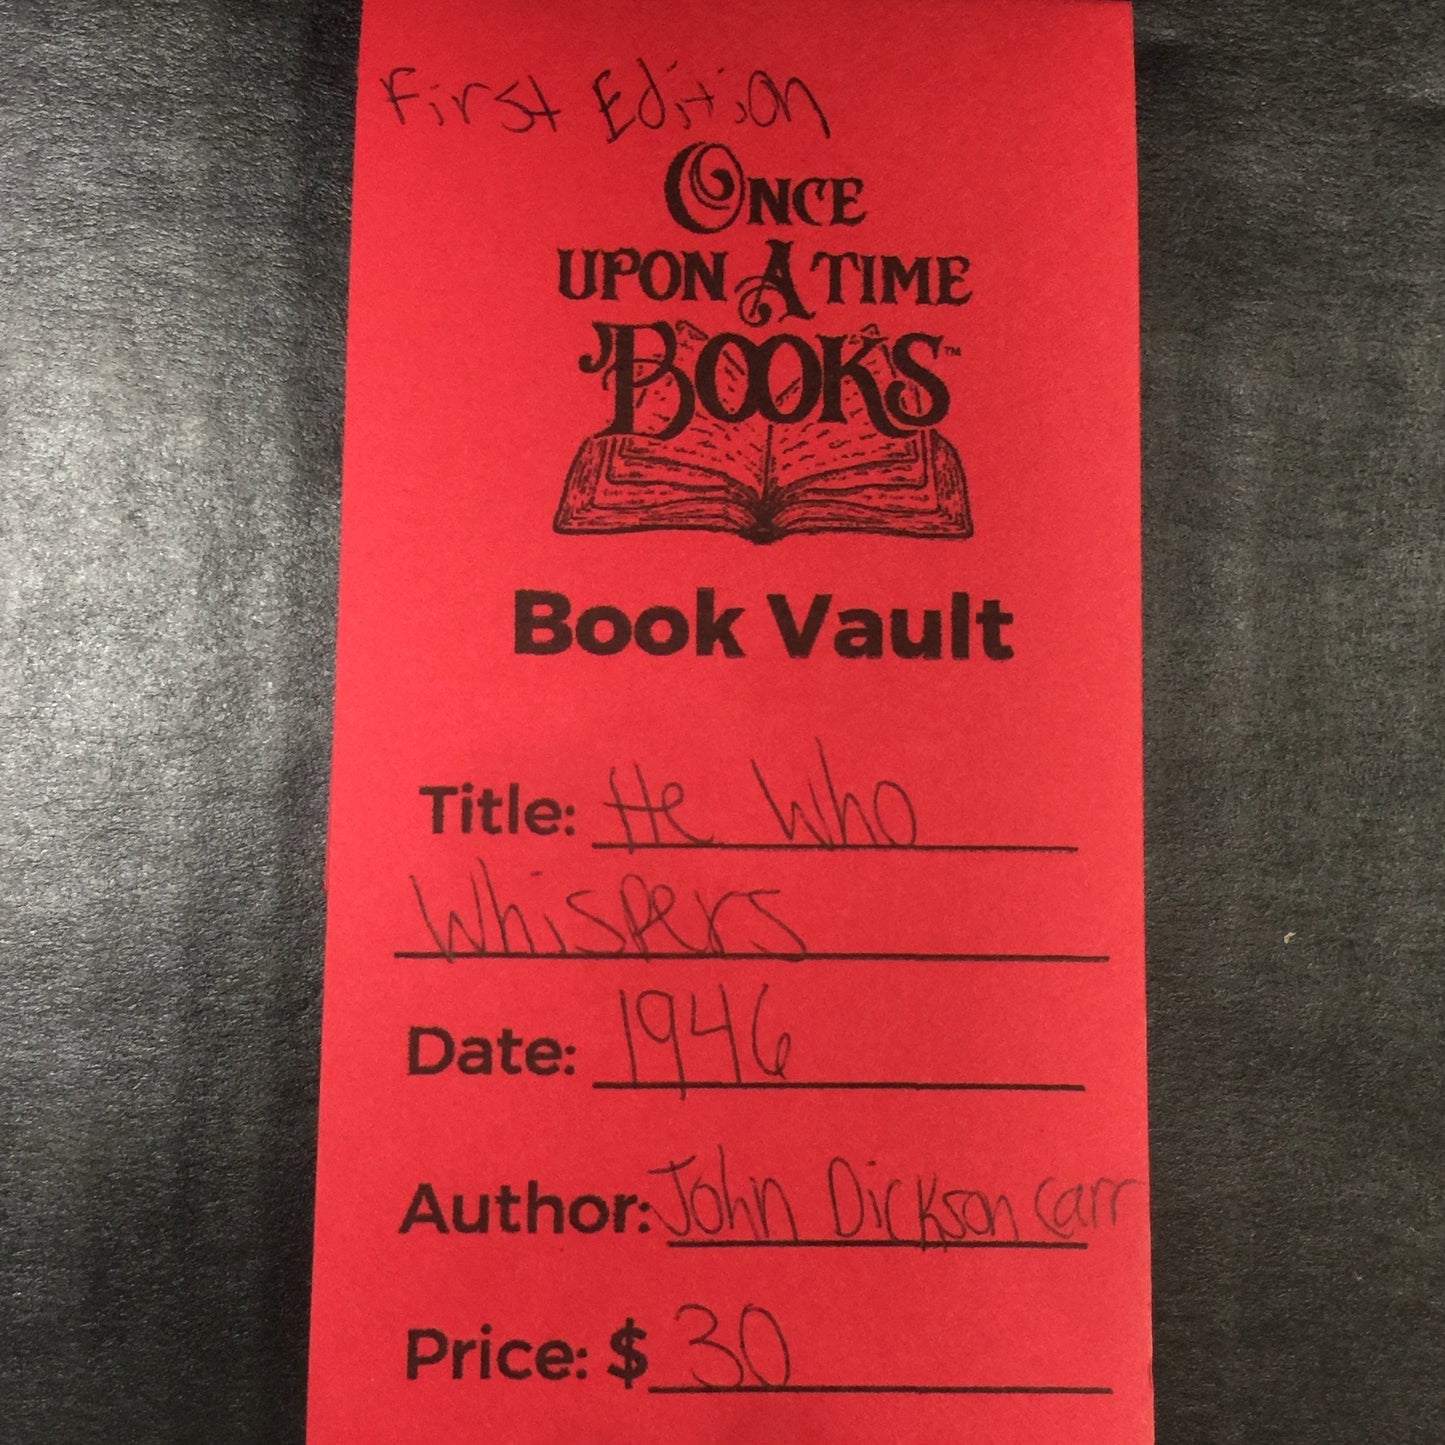 First Edition
ONCE
UPON A TIME
BOOKS™
Book Vault
Title: He Who
Whispers
Date: 1946
Author: John Dickson Carr
Price: $ 30